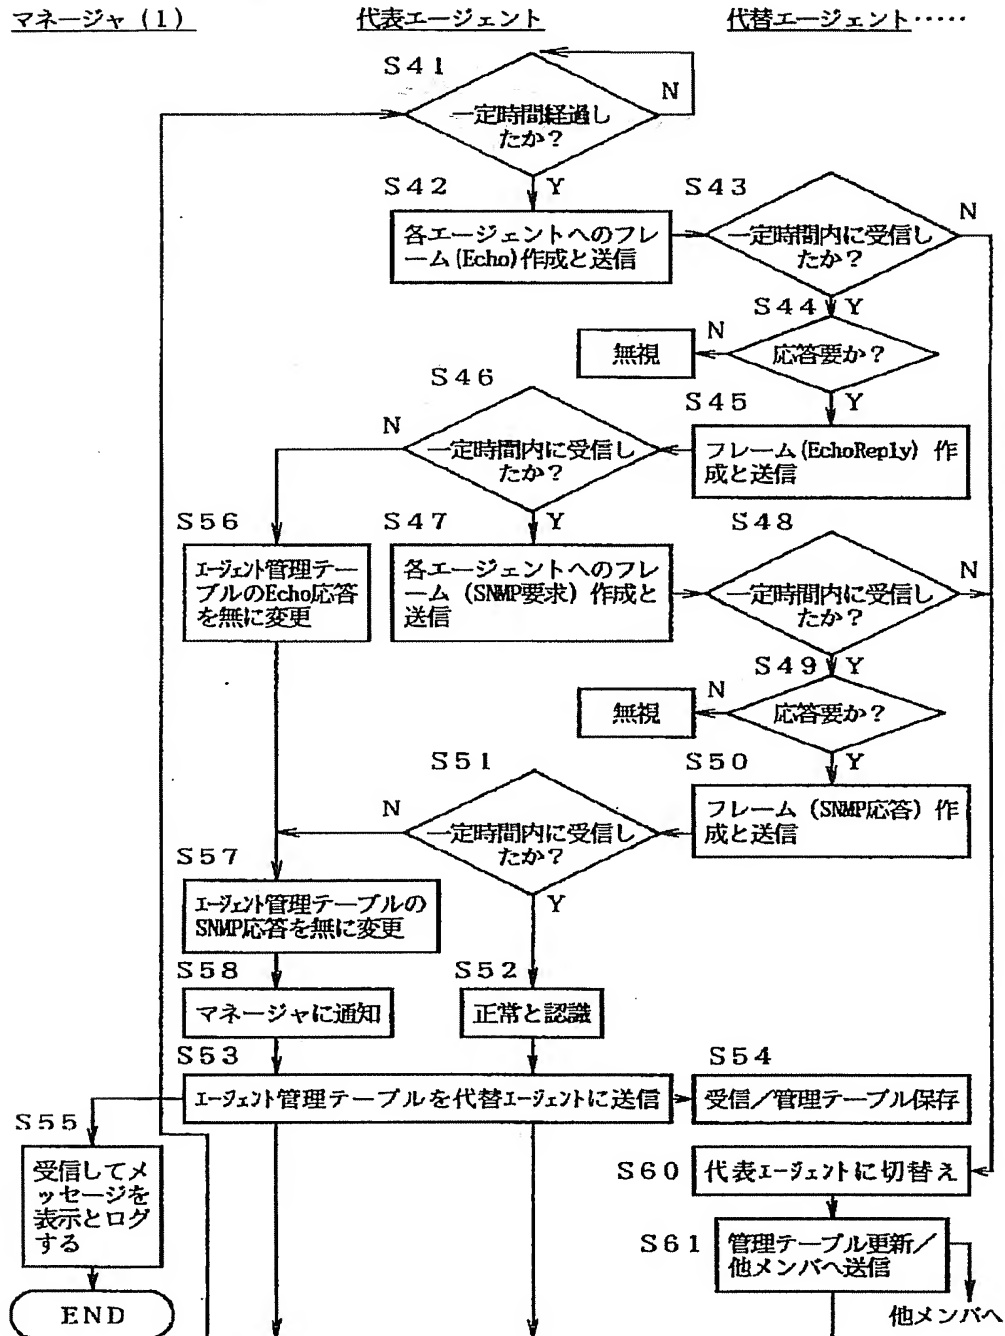 マネージャ (1) 代表エージェント 代替エージェント・・・・・
S41
一定時間経過し
たか？
N
Y
S42
各エージェントへのフレ
ーム(Echo)作成と送信
S43
一定時間内に受信し
たか？
N
Y
S44
応答要か？
N
無視
Y
S45
フレーム(EchoReply) 作
成と送信
S46
一定時間内に受信し
たか？
N
Y
S56
エージェント管理テー
ブルのEcho応答
を無に変更
S47
各エージェントへのフレ
ーム (SNMP要求) 作成と
送信
S48
一定時間内に受信し
たか？
N
Y
S49
応答要か？
N
無視
Y
S50
フレーム (SNMP応答) 作
成と送信
S51
一定時間内に受信し
たか？
N
Y
S57
エージェント管理テーブルの
SNMP応答を無に変更
S58
マネージャに通知
S52
正常と認識
S53
エージェント管理テーブルを代替エージェントに送信
S54
受信／管理テーブル保存
S55
受信してメ
ッセージを
表示とログ
する
END
S60
代表エージェントに切替え
S61
管理テーブル更新／
他メンバへ送信
他メンバへ